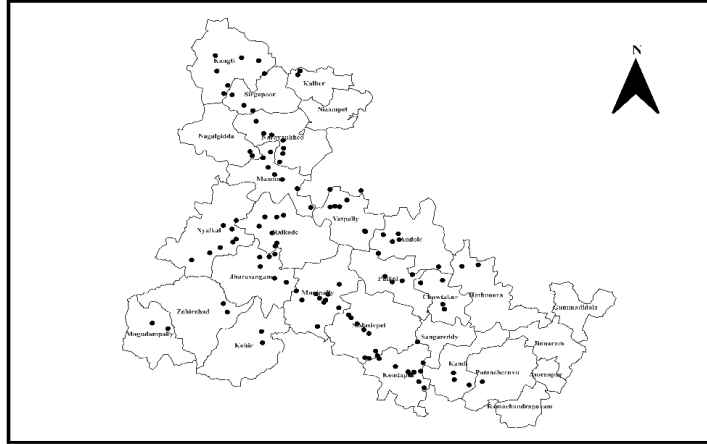 N
Kangti
Kalher
Sirgapoor
Nizampet
Nagalgidda
Narayankhed
Manoor
Nyalkal
Raikode
Vatpally
Andole
Jharasangam
Pulkal
Munipally
Chowtakur
Hathnoora
Gummadidala
Zahirabad
Sadasivpet
Mogudampally
Sangareddy
Jinnaram
Kohir
Kondapur
Kandi
Patancheruvu
Ameenpur
Ramachandrapuram